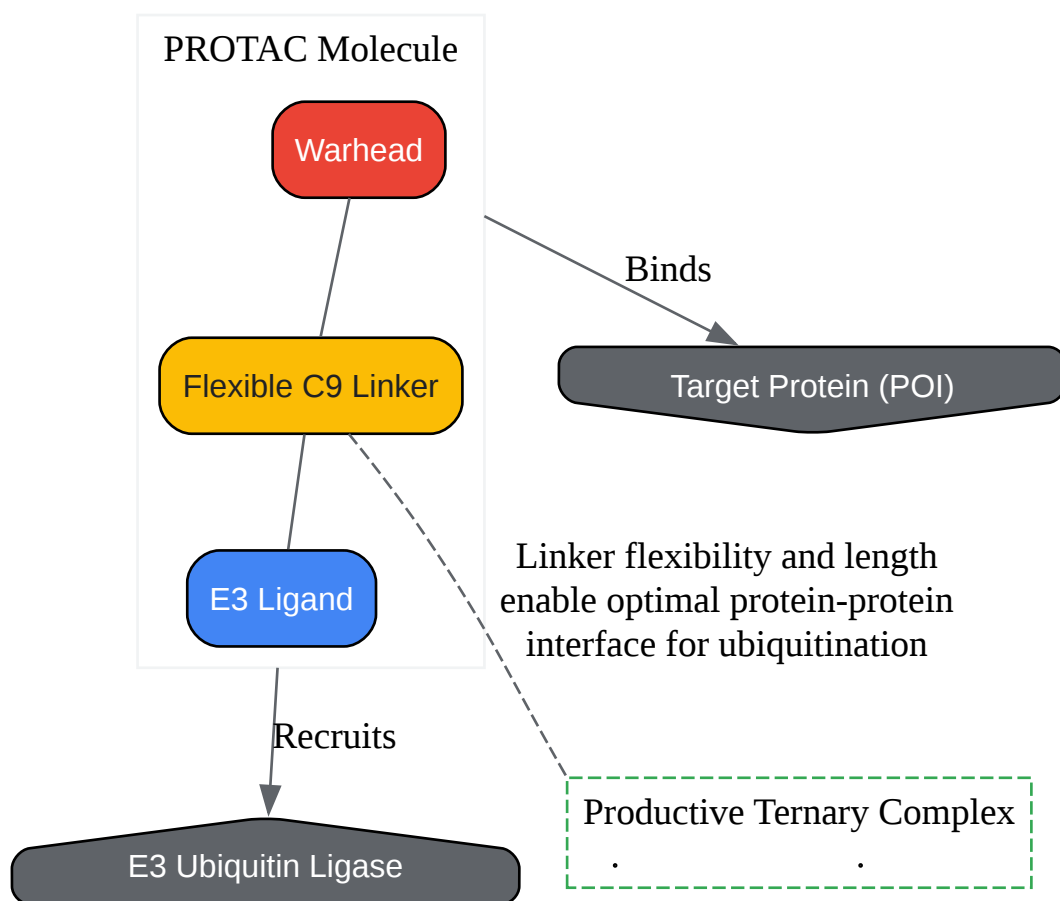 PROTAC Molecule
Warhead
Binds
Flexible C9 Linker
Target Protein (POI)
Linker flexibility and length
enable optimal protein-protein
interface for ubiquitination
E3 Ligand
Recruits
Productive Ternary Complex
. .
E3 Ubiquitin Ligase